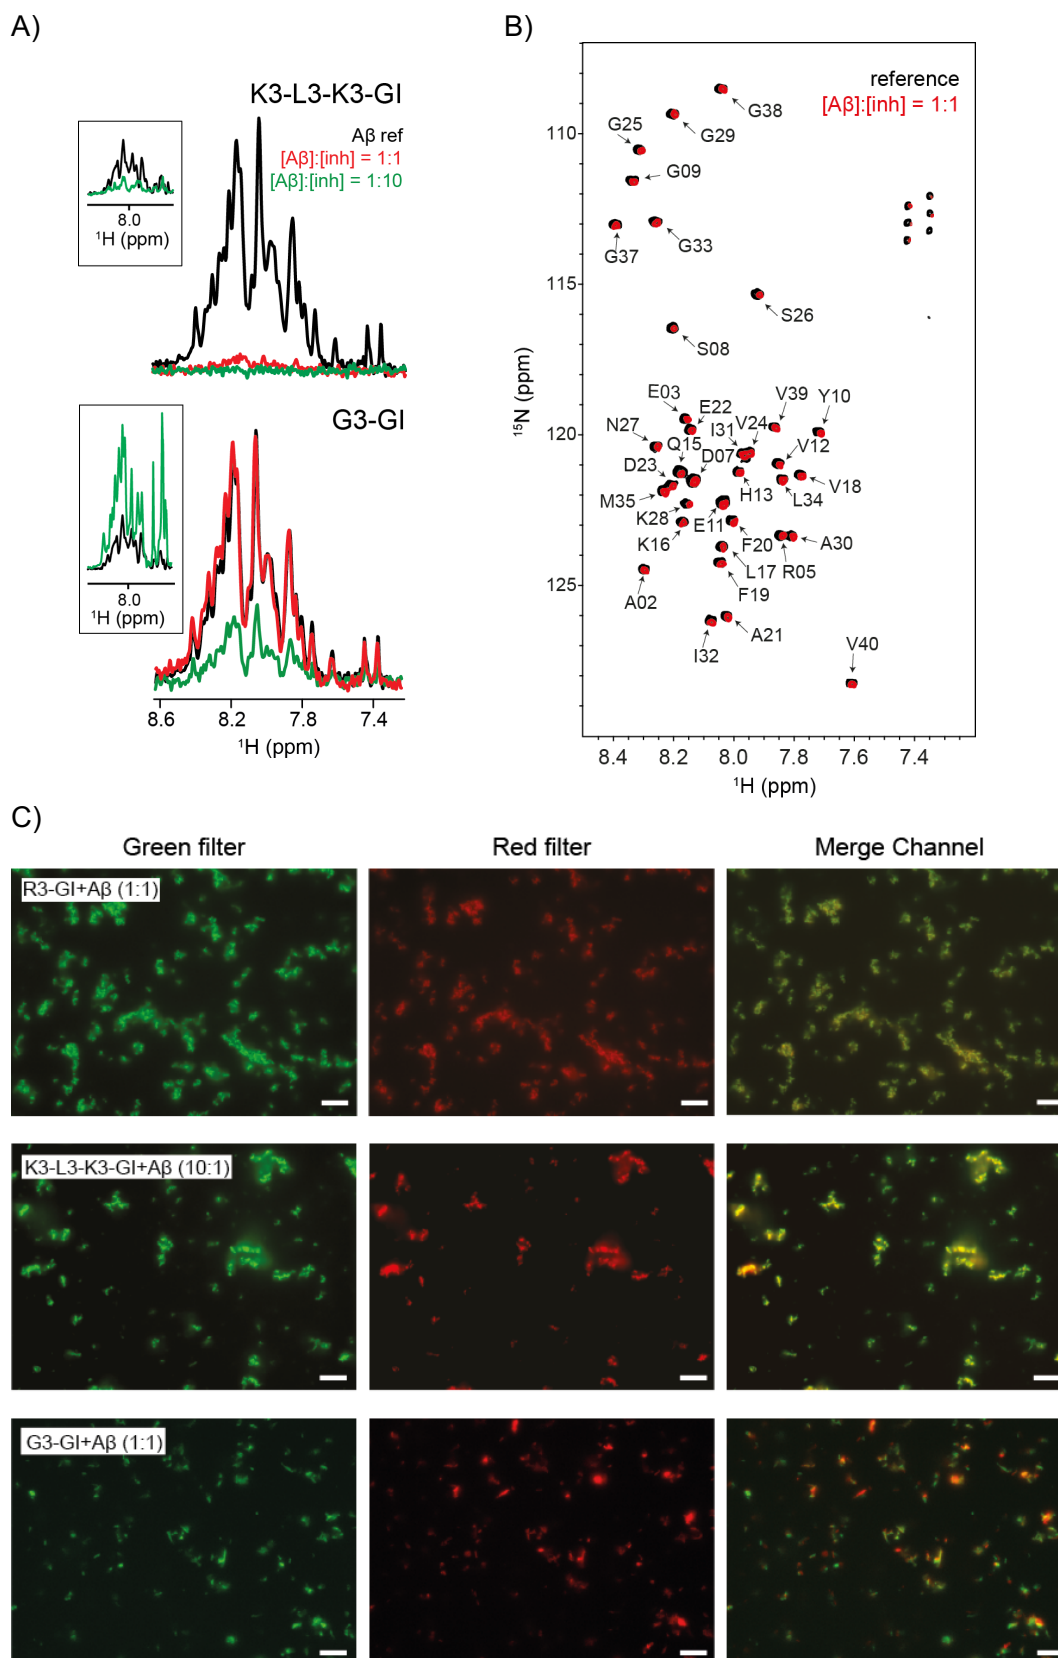 A)
K3-L3-K3-GI
Aβ ref
[Aβ]:[inh] = 1:1
[Aβ]:[inh] = 1:10
8.0
¹H (ppm)
G3-GI
8.0
¹H (ppm)
8.6 8.2 7.8 7.4
¹H (ppm)
B)
reference
[Aβ]:[inh] = 1:1
110
115
120
125
¹⁵N (ppm)
G38
G25
G29
G09
G33
G37
S26
S08
E03
E22
V39
Y10
N27
I31
V24
Q15
D07
V12
D23
H13
L34
V18
M35
K28
E11
F20
A30
K16
L17
R05
F19
A02
I32
A21
V40
8.4 8.2 8.0 7.8 7.6 7.4
¹H (ppm)
C)
Green filter Red filter Merge Channel
R3-GI+Aβ (1:1)
K3-L3-K3-GI+Aβ (10:1)
G3-GI+Aβ (1:1)